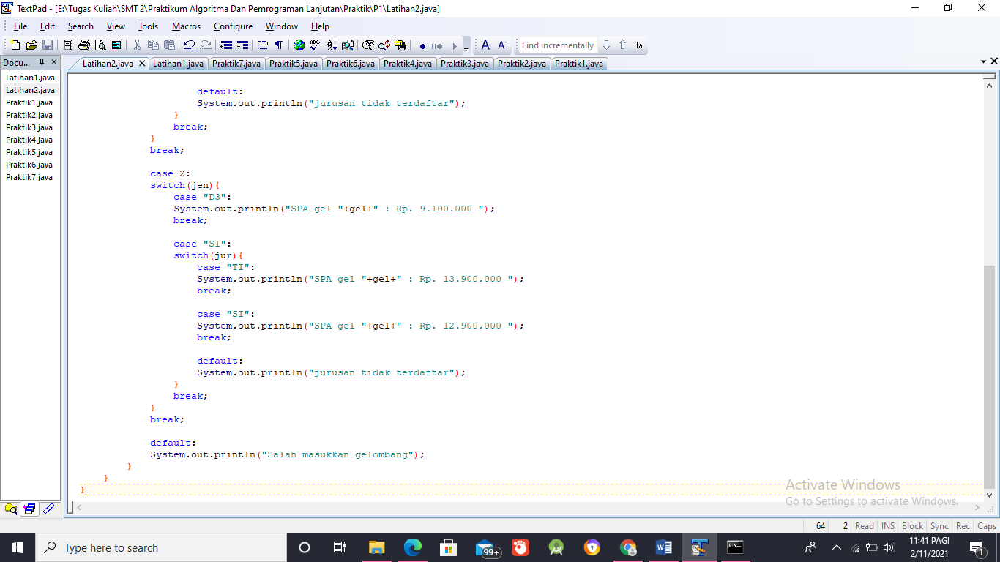 TextPad - [E:\Tugas Kuliah\SMT 2\Praktikum Algoritma Dan Pemrograman Lanjutan\Praktik\P1\Latihan2.java]
File Edit Search View Tools Macros Configure Window Help
Find incrementally
Docu...
Latihan2.java Latihan1.java Praktik7.java Praktik5.java Praktik6.java Praktik4.java Praktik3.java Praktik2.java Praktik1.java
Latihan1.java
Latihan2.java
Praktik1.java
Praktik2.java
Praktik3.java
Praktik4.java
Praktik5.java
Praktik6.java
Praktik7.java
default:
System.out.println("jurusan tidak terdaftar");
}
break;
}
break;
case 2:
switch(jen){
case "D3":
System.out.println("SPA gel "+gel+" : Rp. 9.100.000 ");
break;
case "S1":
switch(jur){
case "TI":
System.out.println("SPA gel "+gel+" : Rp. 13.900.000 ");
break;
case "SI":
System.out.println("SPA gel "+gel+" : Rp. 12.900.000 ");
break;
default:
System.out.println("jurusan tidak terdaftar");
}
break;
}
break;
default:
System.out.println("Salah masukkan gelombang");
}
}
}
Activate Windows
Go to Settings to activate Windows.
64 2 Read INS Block Sync Rec Caps
Type here to search
99+
11:41 PAGI
2/11/2021
1